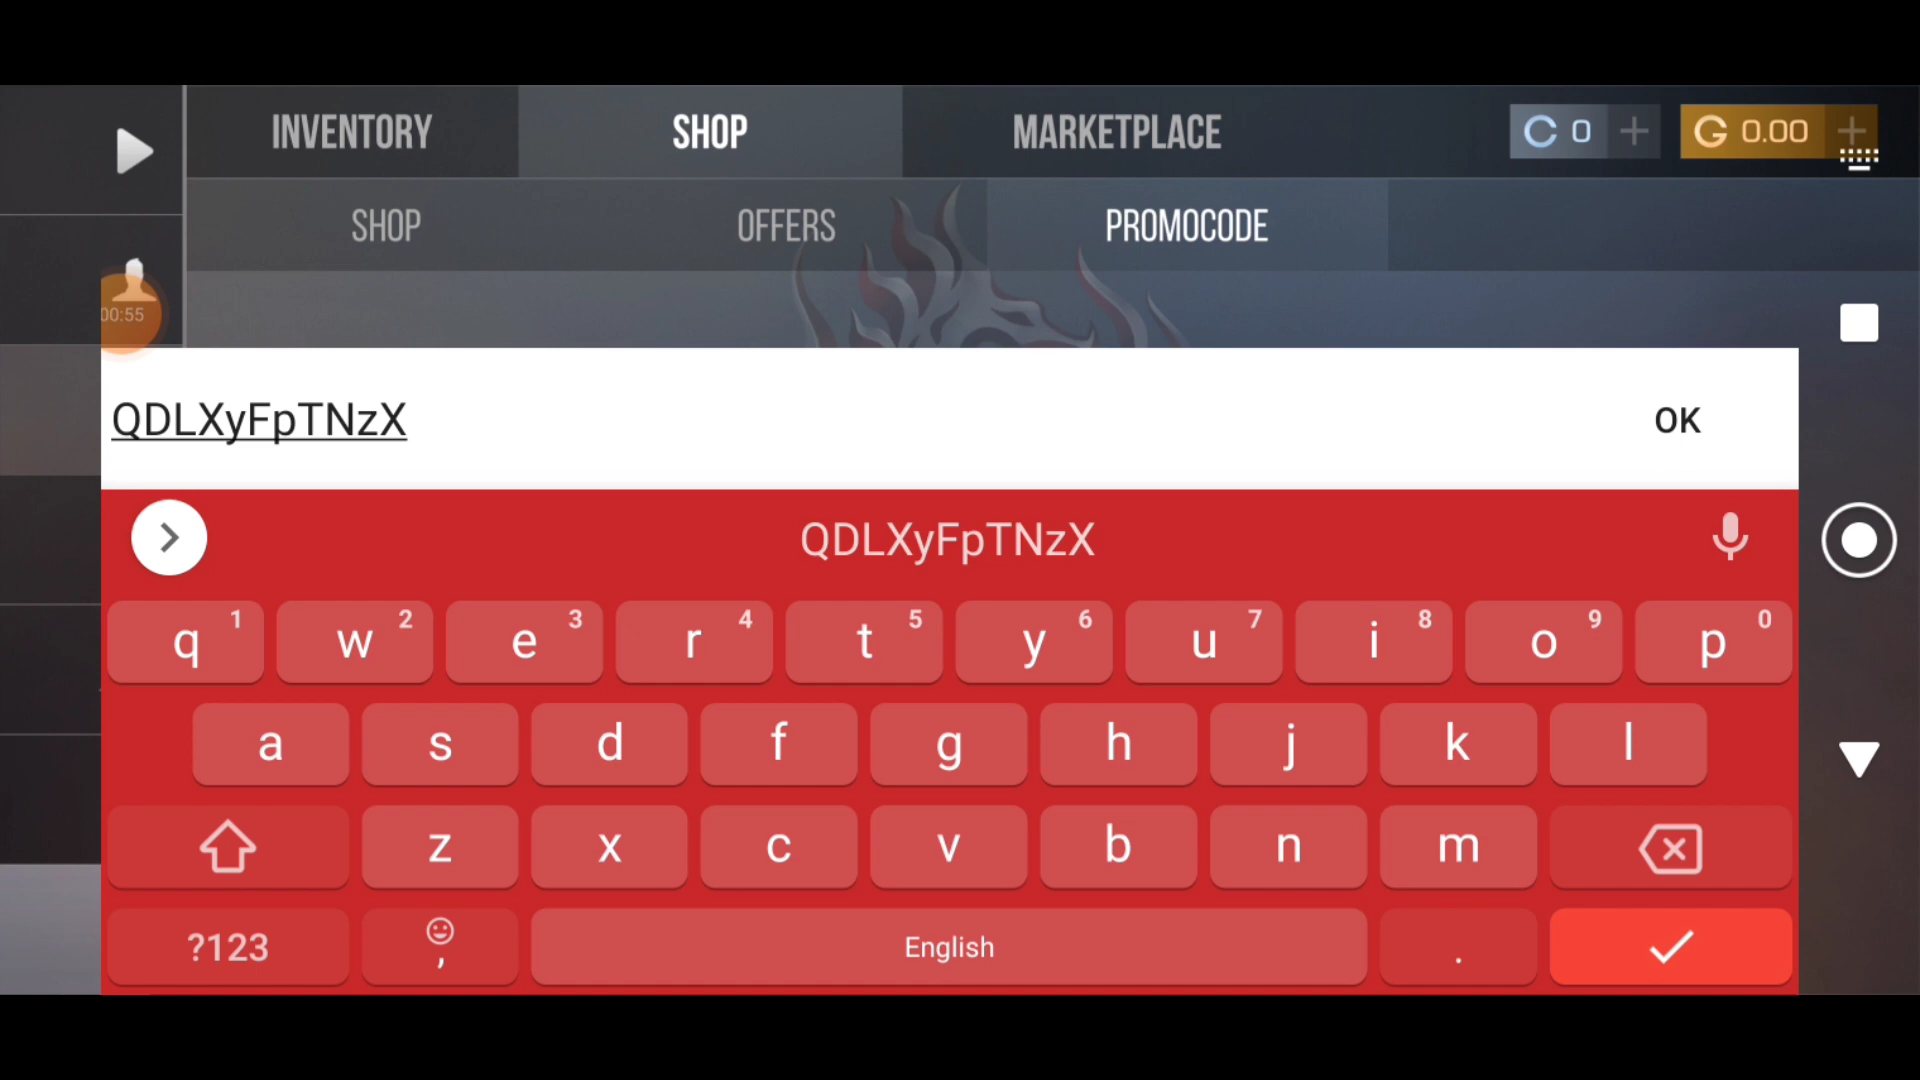 INVENTORY SHOP MARKETPLACE C 0 + G 0.00 +
SHOP OFFERS PROMOCODE
00:55
QDLXyFpTNzX OK
QDLXyFpTNzX
q 1 w 2 e 3 r 4 t 5 y 6 u 7 i 8 o 9 p 0
a s d f g h j k l
z x c v b n m
?123 , English .